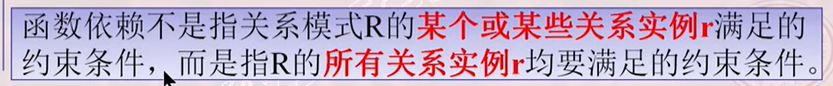 函数依赖不是指关系模式R的某个或某些关系实例r满足的
约束条件，而是指R的所有关系实例r均要满足的约束条件。